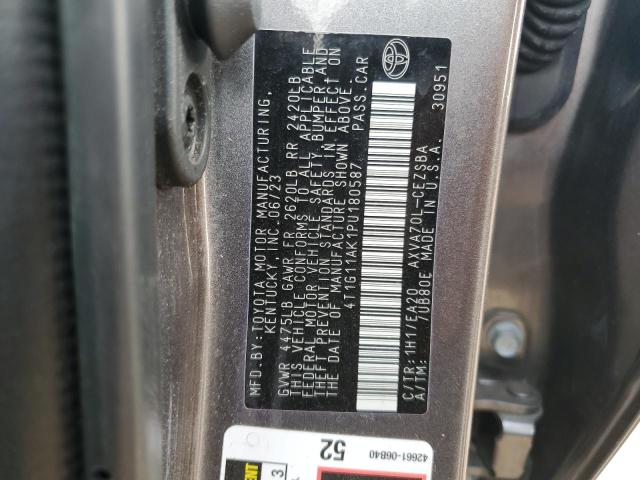 MFD. BY: TOYOTA MOTOR MANUFACTURING,
KENTUCKY, INC. 06/23
GVWR 4475LB GAWR FR 2620LB RR 2420LB
THIS VEHICLE CONFORMS TO ALL APPLICABLE
FEDERAL MOTOR VEHICLE SAFETY, BUMPER AND
THEFT PREVENTION STANDARDS IN EFFECT ON
THE DATE OF MANUFACTURE SHOWN ABOVE.
4T1G11AK1PU180587 PASS. CAR
C/TR: 1H1/EA20 AXVA70L-CEZSBA
A/TM: /UB80E MADE IN U.S.A. 30951
52
42661-06B40
3